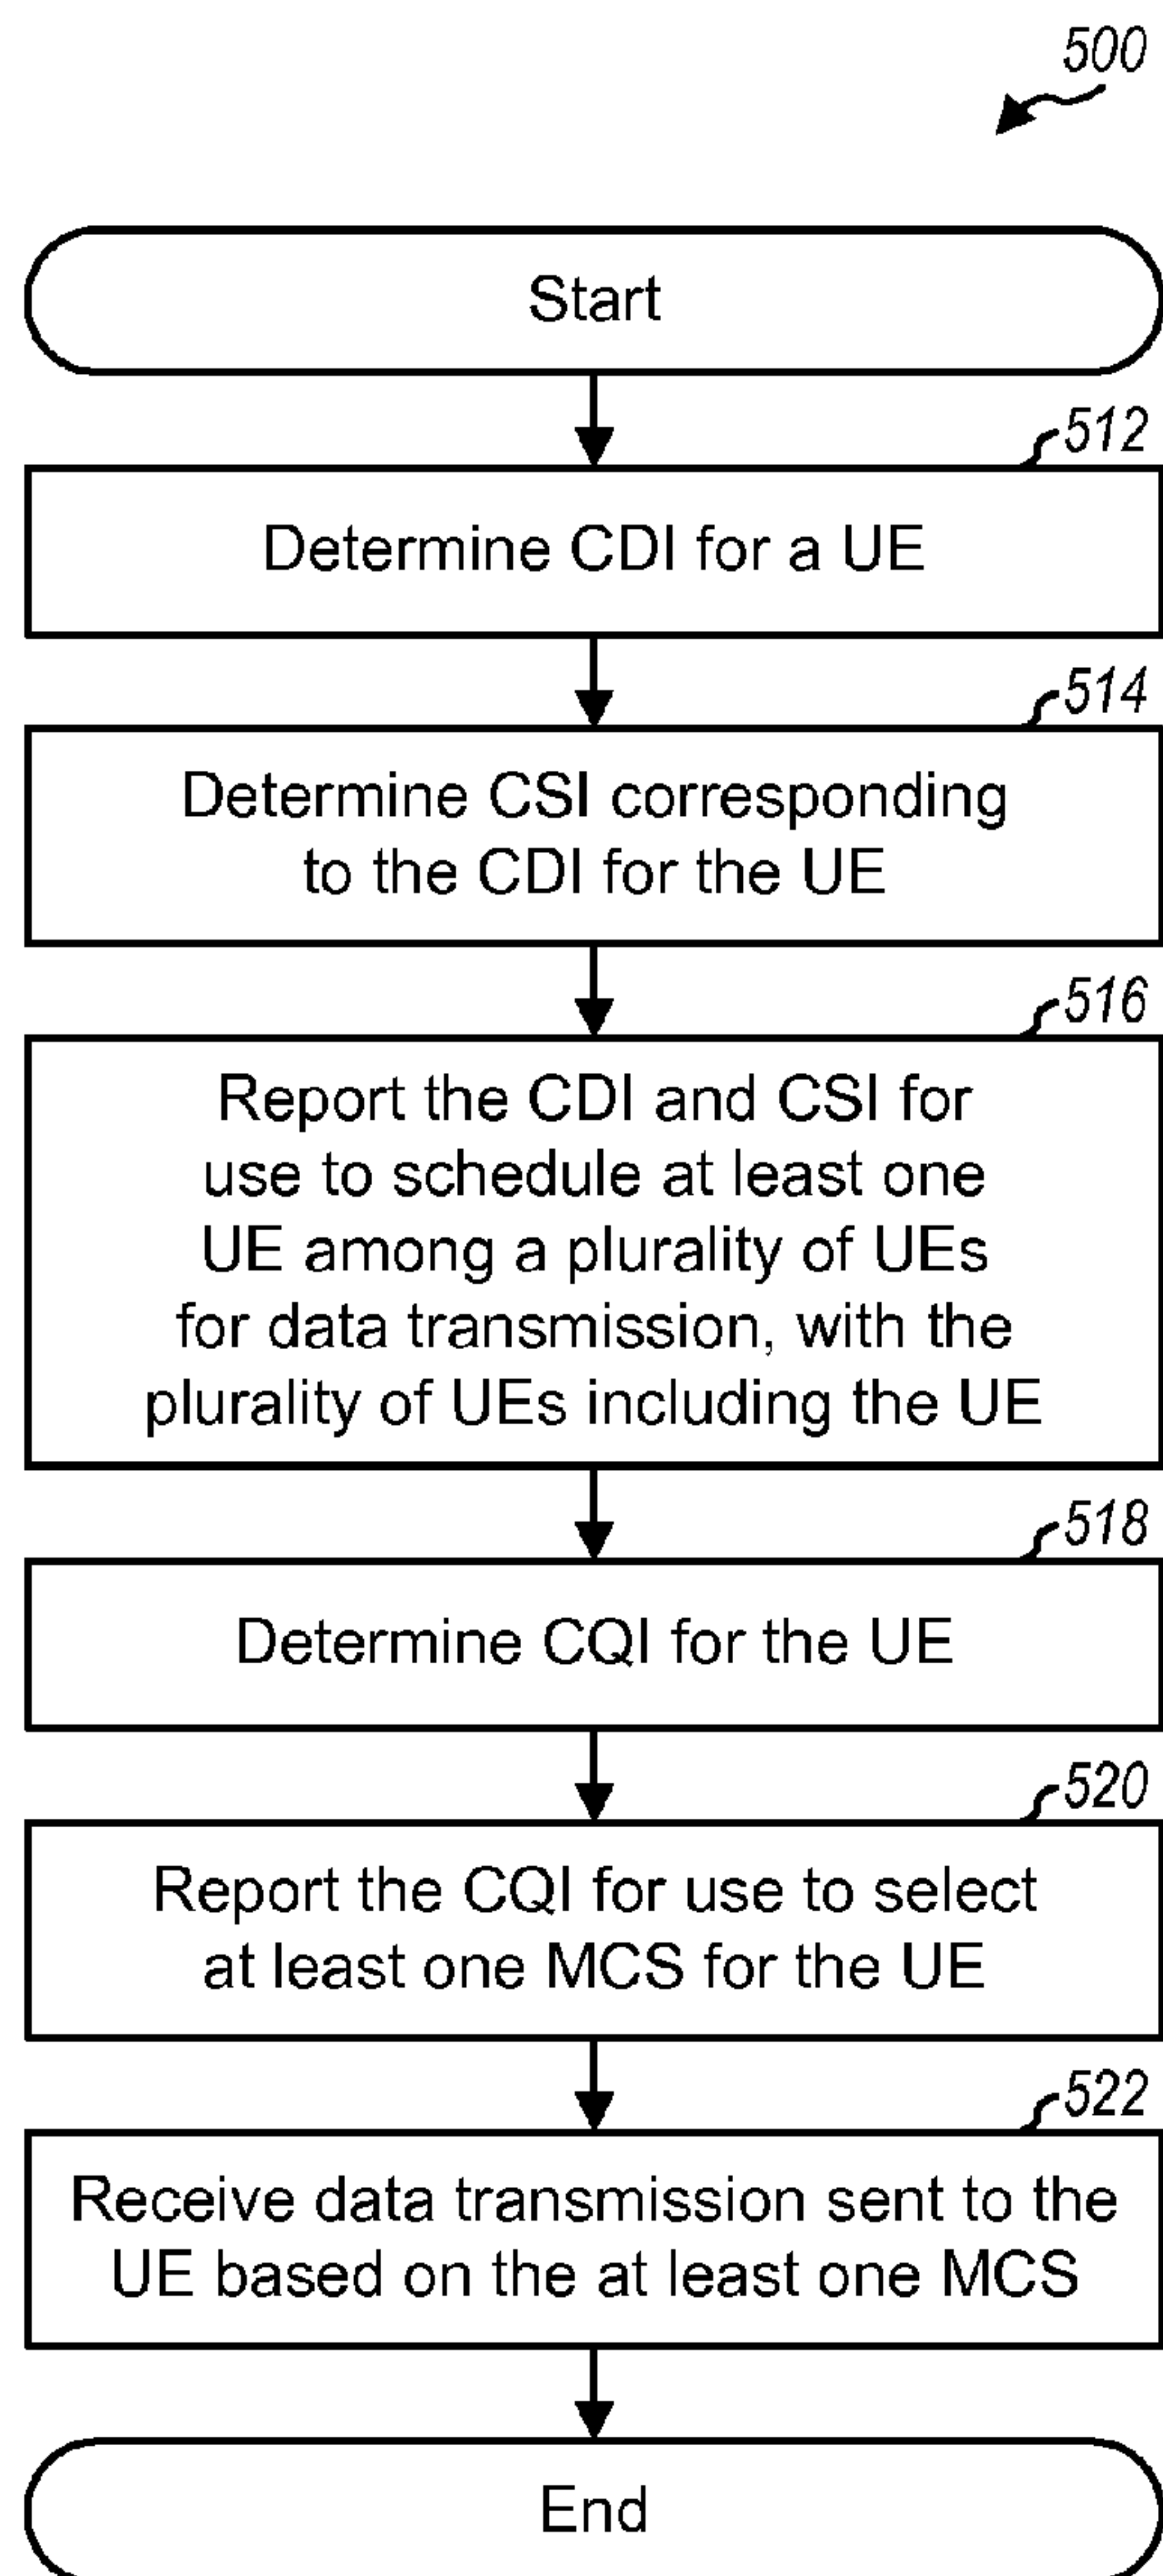 500
Start
512
Determine CDI for a UE
514
Determine CSI corresponding
to the CDI for the UE
516
Report the CDI and CSI for
use to schedule at least one
UE among a plurality of UEs
for data transmission, with the
plurality of UEs including the UE
518
Determine CQI for the UE
520
Report the CQI for use to select
at least one MCS for the UE
522
Receive data transmission sent to the
UE based on the at least one MCS
End